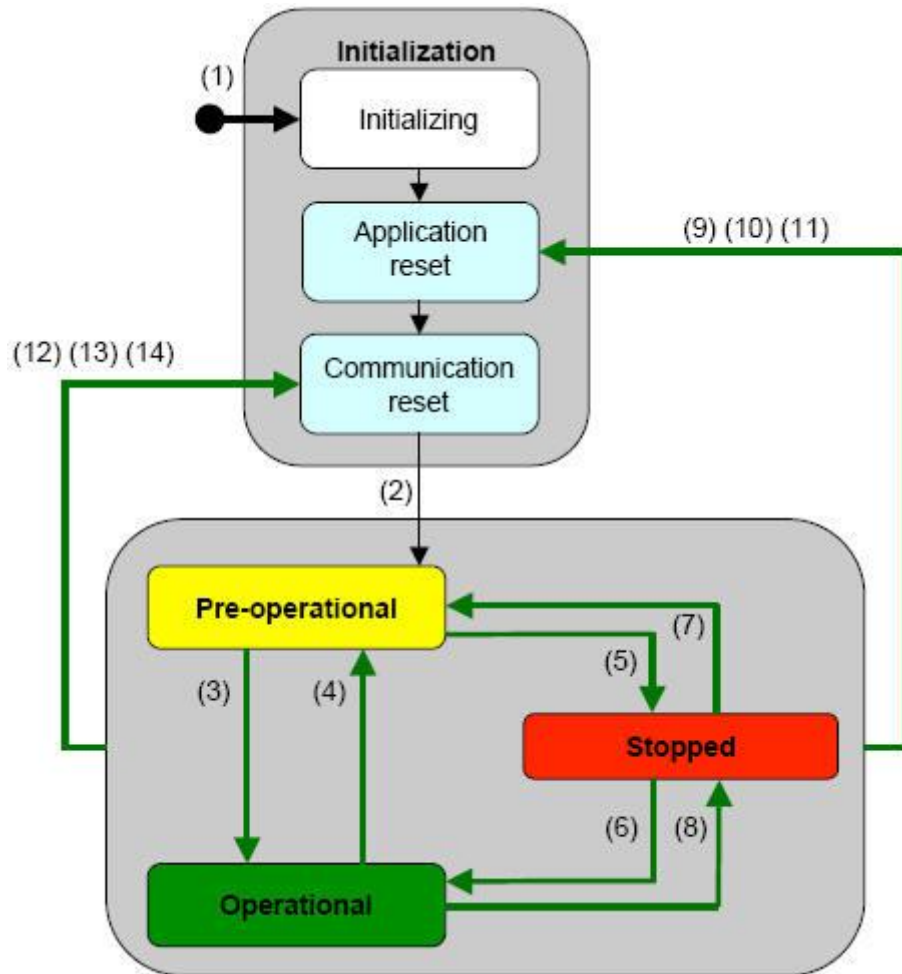 Initialization
(1)
Initializing
Application
reset
(9) (10) (11)
(12) (13) (14)
Communication
reset
(2)
Pre-operational
(7)
(5)
(3)
(4)
Stopped
(6)
(8)
Operational